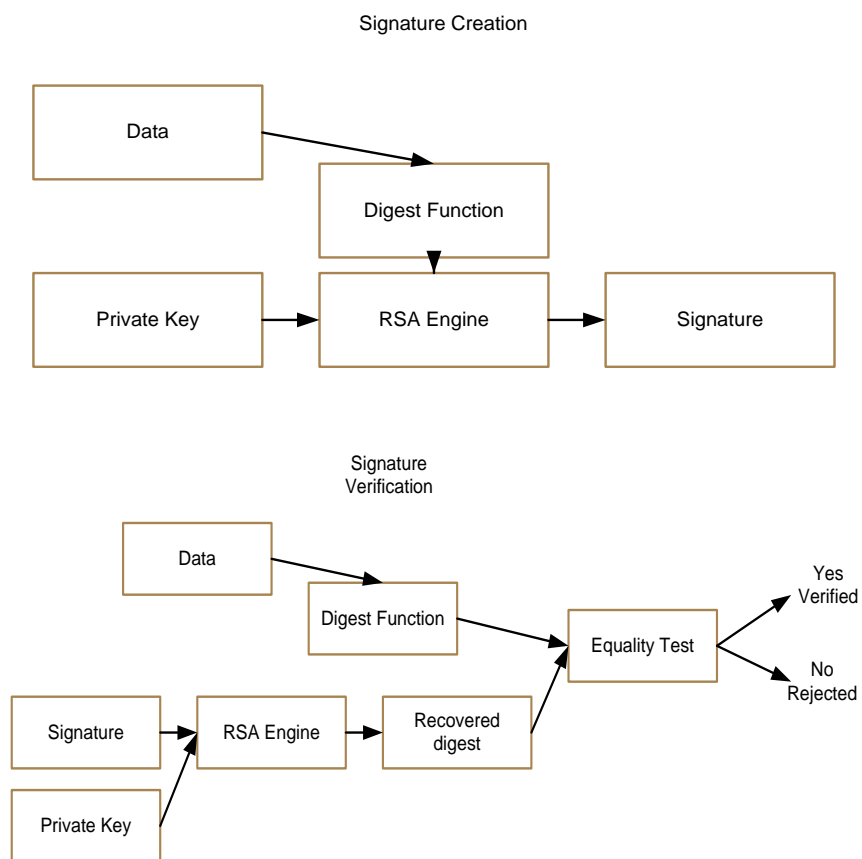 Signature Creation
Data
Digest Function
Private Key
RSA Engine
Signature
Signature
Verification
Data
Digest Function
Equality Test
Yes
Verified
No
Rejected
Signature
RSA Engine
Recovered
digest
Private Key